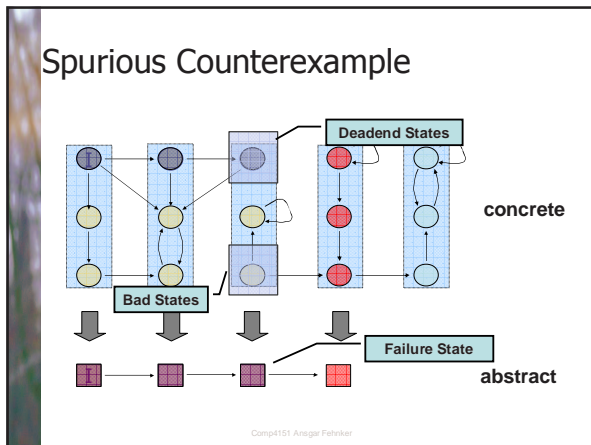 Spurious Counterexample
Deadend States
I
concrete
Bad States
Failure State
I
abstract
Comp4151 Ansgar Fehnker